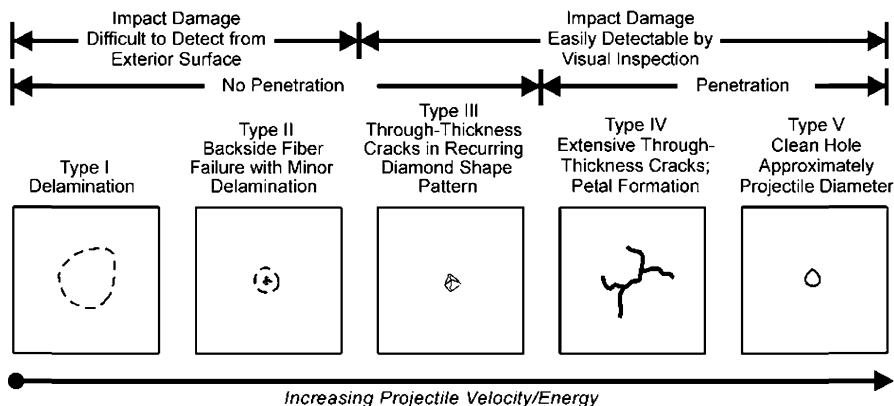 Impact Damage
Difficult to Detect from
Exterior Surface
Impact Damage
Easily Detectable by
Visual Inspection
No Penetration
Penetration
Type I
Delamination
Type II
Backside Fiber
Failure with Minor
Delamination
Type III
Through-Thickness
Cracks in Recurring
Diamond Shape
Pattern
Type IV
Extensive Through-
Thickness Cracks;
Petal Formation
Type V
Clean Hole
Approximately
Projectile Diameter
Increasing Projectile Velocity/Energy